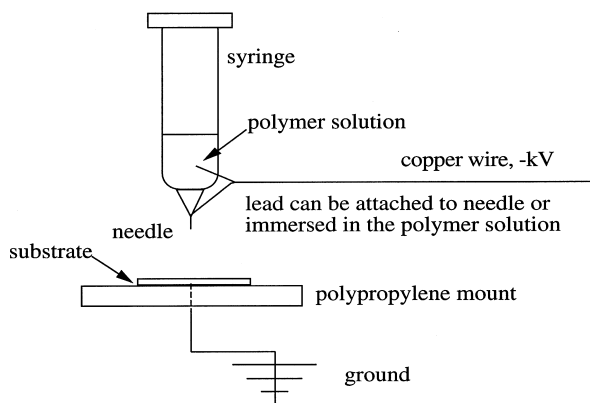 syringe
polymer solution
copper wire, -kV
lead can be attached to needle or
immersed in the polymer solution
needle
substrate
polypropylene mount
ground